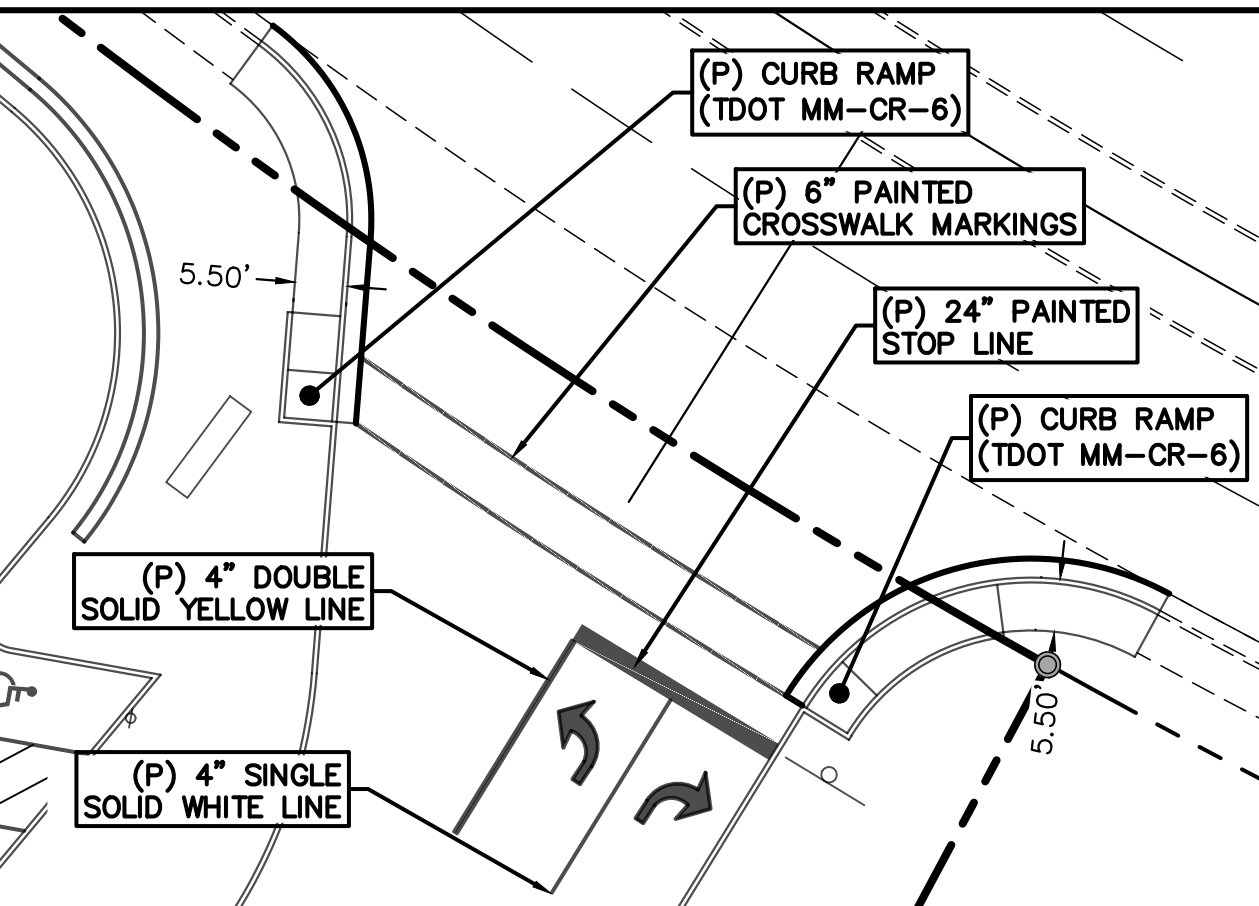 (P) CURB RAMP
(TDOT MM-CR-6)
(P) 6" PAINTED
CROSSWALK MARKINGS
5.50'
(P) 24" PAINTED
STOP LINE
(P) CURB RAMP
(TDOT MM-CR-6)
(P) 4" DOUBLE
SOLID YELLOW LINE
5.50'
(P) 4" SINGLE
SOLID WHITE LINE